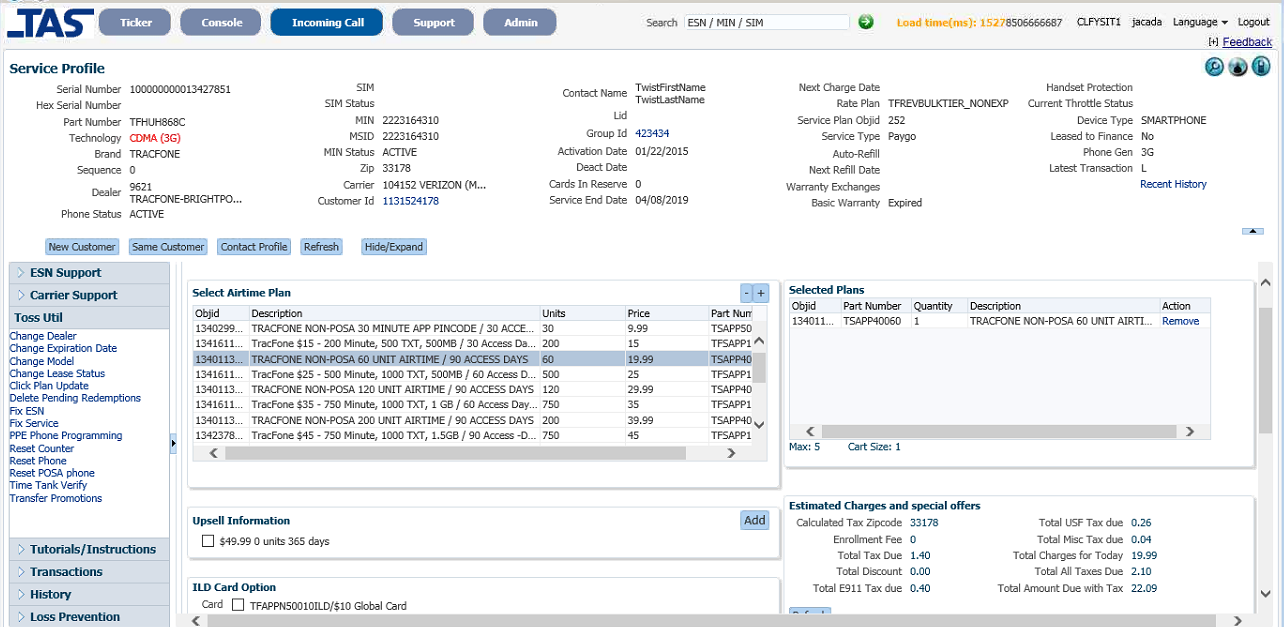 TAS Ticker Console Incoming Call Support Admin Search ESN / MIN / SIM Load time(ms): 15278506666687 CLFYSIT1 jacada Language Logout
[+] Feedback
Service Profile
Serial Number 100000000013427851
Hex Serial Number
Part Number TFHUH868C
Technology CDMA (3G)
Brand TRACFONE
Sequence 0
Dealer 9621
TRACFONE-BRIGHTPO...
Phone Status ACTIVE
SIM
SIM Status
MIN 2223164310
MSID 2223164310
MIN Status ACTIVE
Zip 33178
Carrier 104152 VERIZON (M...
Customer Id 1131524178
Contact Name TwistFirstName
TwistLastName
Lid
Group Id 423434
Activation Date 01/22/2015
Deact Date
Cards In Reserve 0
Service End Date 04/08/2019
Next Charge Date
Rate Plan TFREVBULKTIER_NONEXP
Service Plan Objid 252
Service Type Paygo
Auto-Refill
Next Refill Date
Warranty Exchanges
Basic Warranty Expired
Handset Protection
Current Throttle Status
Device Type SMARTPHONE
Leased to Finance No
Phone Gen 3G
Latest Transaction L
Recent History
New Customer Same Customer Contact Profile Refresh Hide/Expand
ESN Support
Carrier Support
Toss Util
Change Dealer
Change Expiration Date
Change Model
Change Lease Status
Click Plan Update
Delete Pending Redemptions
Fix ESN
Fix Service
PPE Phone Programming
Reset Counter
Reset Phone
Reset POSA phone
Time Tank Verify
Transfer Promotions
Tutorials/Instructions
Transactions
History
Loss Prevention
Select Airtime Plan - +
Objid Description Units Price Part Num
1340299... TRACFONE NON-POSA 30 MINUTE APP PINCODE / 30 ACCE... 30 9.99 TSAPP50
1341611... TracFone $15 - 200 Minute, 500 TXT, 500MB / 30 Access Da... 200 15 TFSAPP1
1340113... TRACFONE NON-POSA 60 UNIT AIRTIME / 90 ACCESS DAYS 60 19.99 TSAPP40
1341611... TracFone $25 - 500 Minute, 1000 TXT, 500MB / 60 Access D... 500 25 TFSAPP1
1340113... TRACFONE NON-POSA 120 UNIT AIRTIME / 90 ACCESS DAYS 120 29.99 TSAPP40
1341611... TracFone $35 - 750 Minute, 1000 TXT, 1 GB / 60 Access Day... 750 35 TFSAPP1
1340113... TRACFONE NON-POSA 200 UNIT AIRTIME / 90 ACCESS DAYS 200 39.99 TSAPP40
1342378... TracFone $45 - 750 Minute, 1000 TXT, 1.5GB / 90 Access -D... 750 45 TFSAPP1
Upsell Information Add
$49.99 0 units 365 days
ILD Card Option
Card TFAPPN50010ILD/$10 Global Card
Selected Plans
Objid Part Number Quantity Description Action
134011... TSAPP40060 1 TRACFONE NON-POSA 60 UNIT AIRTI... Remove
Max: 5 Cart Size: 1
Estimated Charges and special offers
Calculated Tax Zipcode 33178 Total USF Tax due 0.26
Enrollment Fee 0 Total Misc Tax due 0.04
Total Tax Due 1.40 Total Charges for Today 19.99
Total Discount 0.00 Total All Taxes Due 2.10
Total E911 Tax due 0.40 Total Amount Due with Tax 22.09